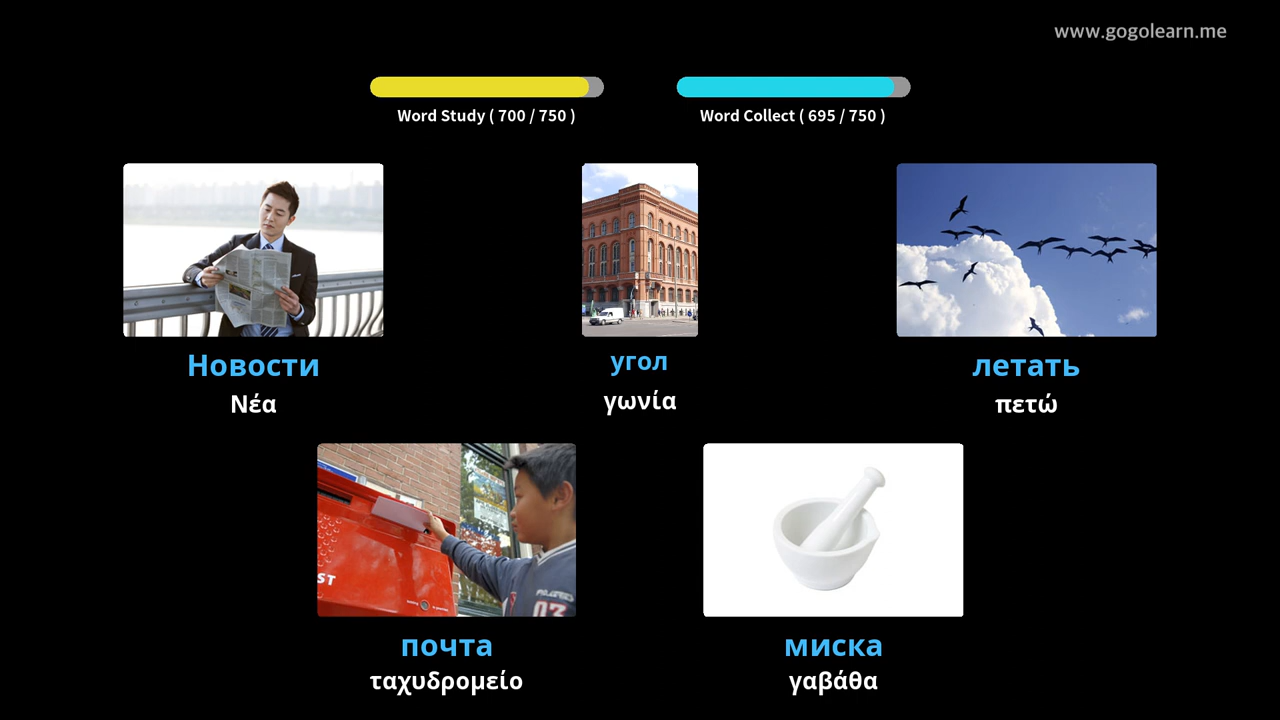 www.gogolearn.me
Word Study ( 700 / 750 )
Word Collect ( 695 / 750 )
Новости
Νέα
угол
γωνία
летать
πετώ
ST
03
почта
ταχυδρομείο
миска
γαβάθα